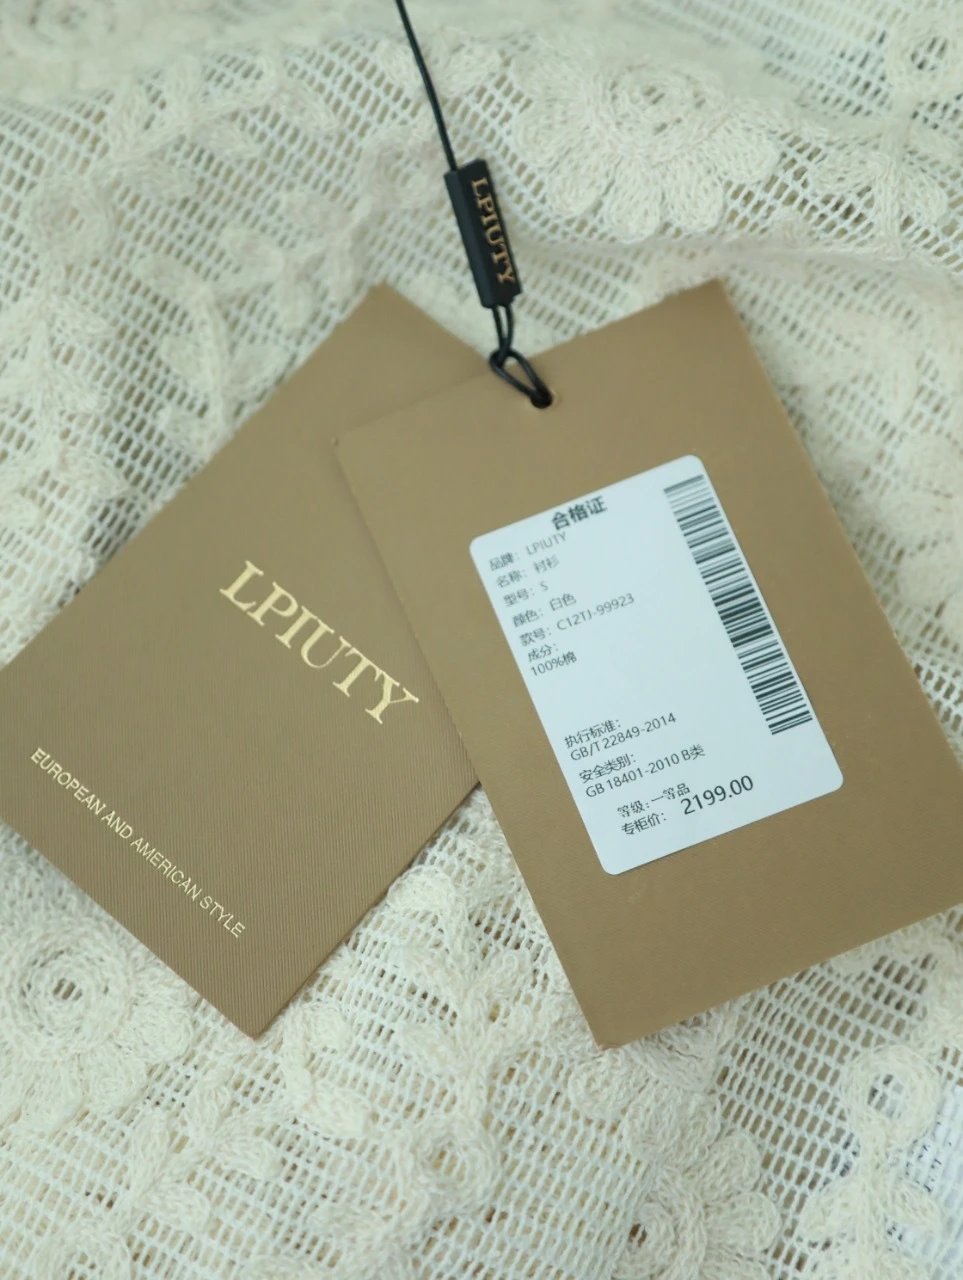 LPIUTY
LPIUTY
EUROPEAN AND AMERICAN STYLE
合格证
品牌：LPIUTY
名称：衬衫
型号：S
颜色：白色
款号：C12TJ-99923
成分：
100%棉
执行标准：
GB/T 22849-2014
安全类别：
GB 18401-2010 B类
等级：一等品
专柜价： 2199.00